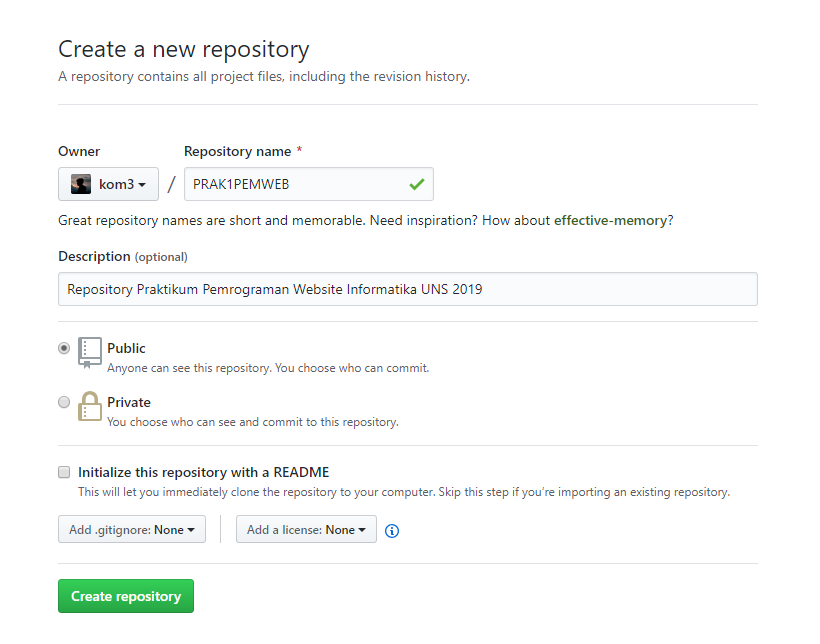 Create a new repository
A repository contains all project files, including the revision history.
Owner Repository name *
kom3 / PRAK1PEMWEB
Great repository names are short and memorable. Need inspiration? How about effective-memory?
Description (optional)
Repository Praktikum Pemrograman Website Informatika UNS 2019
Public
Anyone can see this repository. You choose who can commit.
Private
You choose who can see and commit to this repository.
Initialize this repository with a README
This will let you immediately clone the repository to your computer. Skip this step if you’re importing an existing repository.
Add .gitignore: None Add a license: None
Create repository